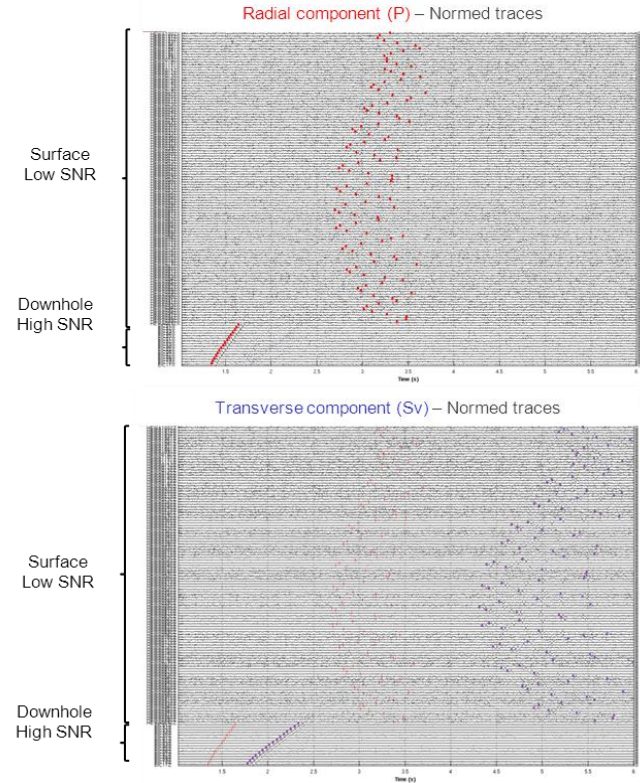 Radial component (P) – Normed traces
Surface
Low SNR
Downhole
High SNR
1.5 2 2.5 3 3.5 4 4.5 5 5.5 6
Time (s)
Transverse component (Sv) – Normed traces
Surface
Low SNR
Downhole
High SNR
1.5 2 2.5 3 3.5 4 4.5 5 5.5 6
Time (s)